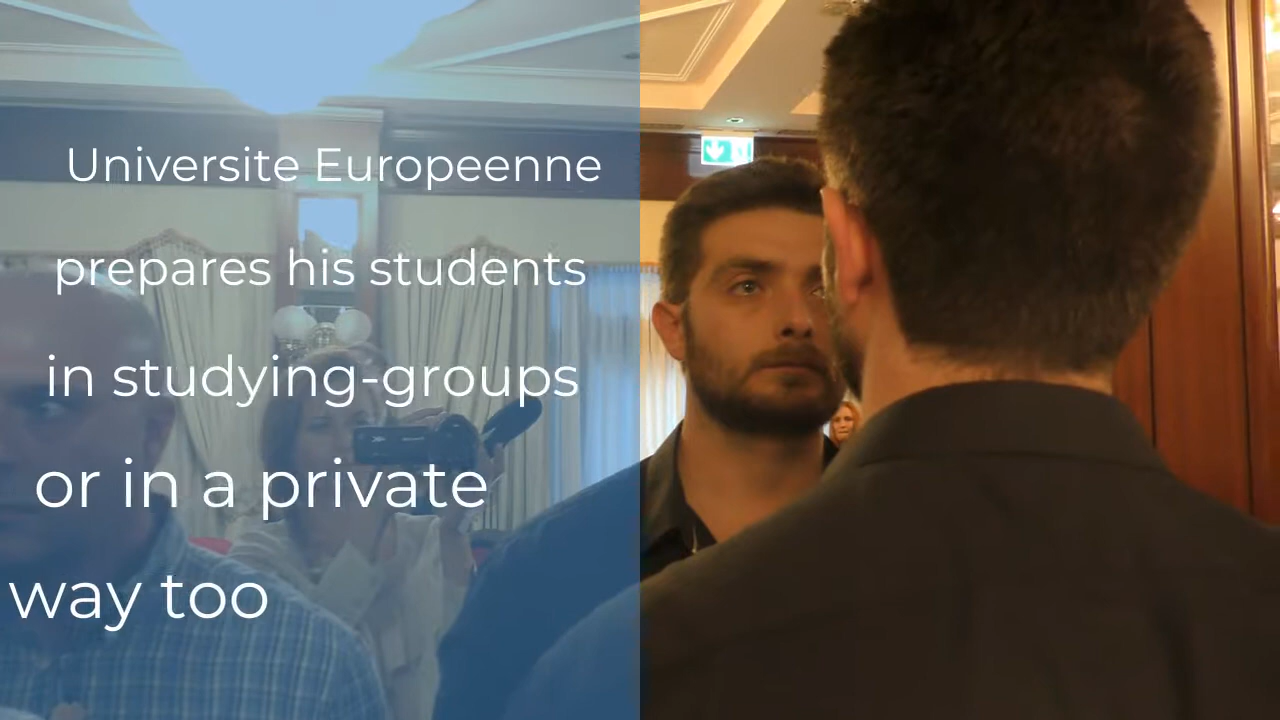 Universite Europeenne
prepares his students
in studying-groups
or in a private
way too